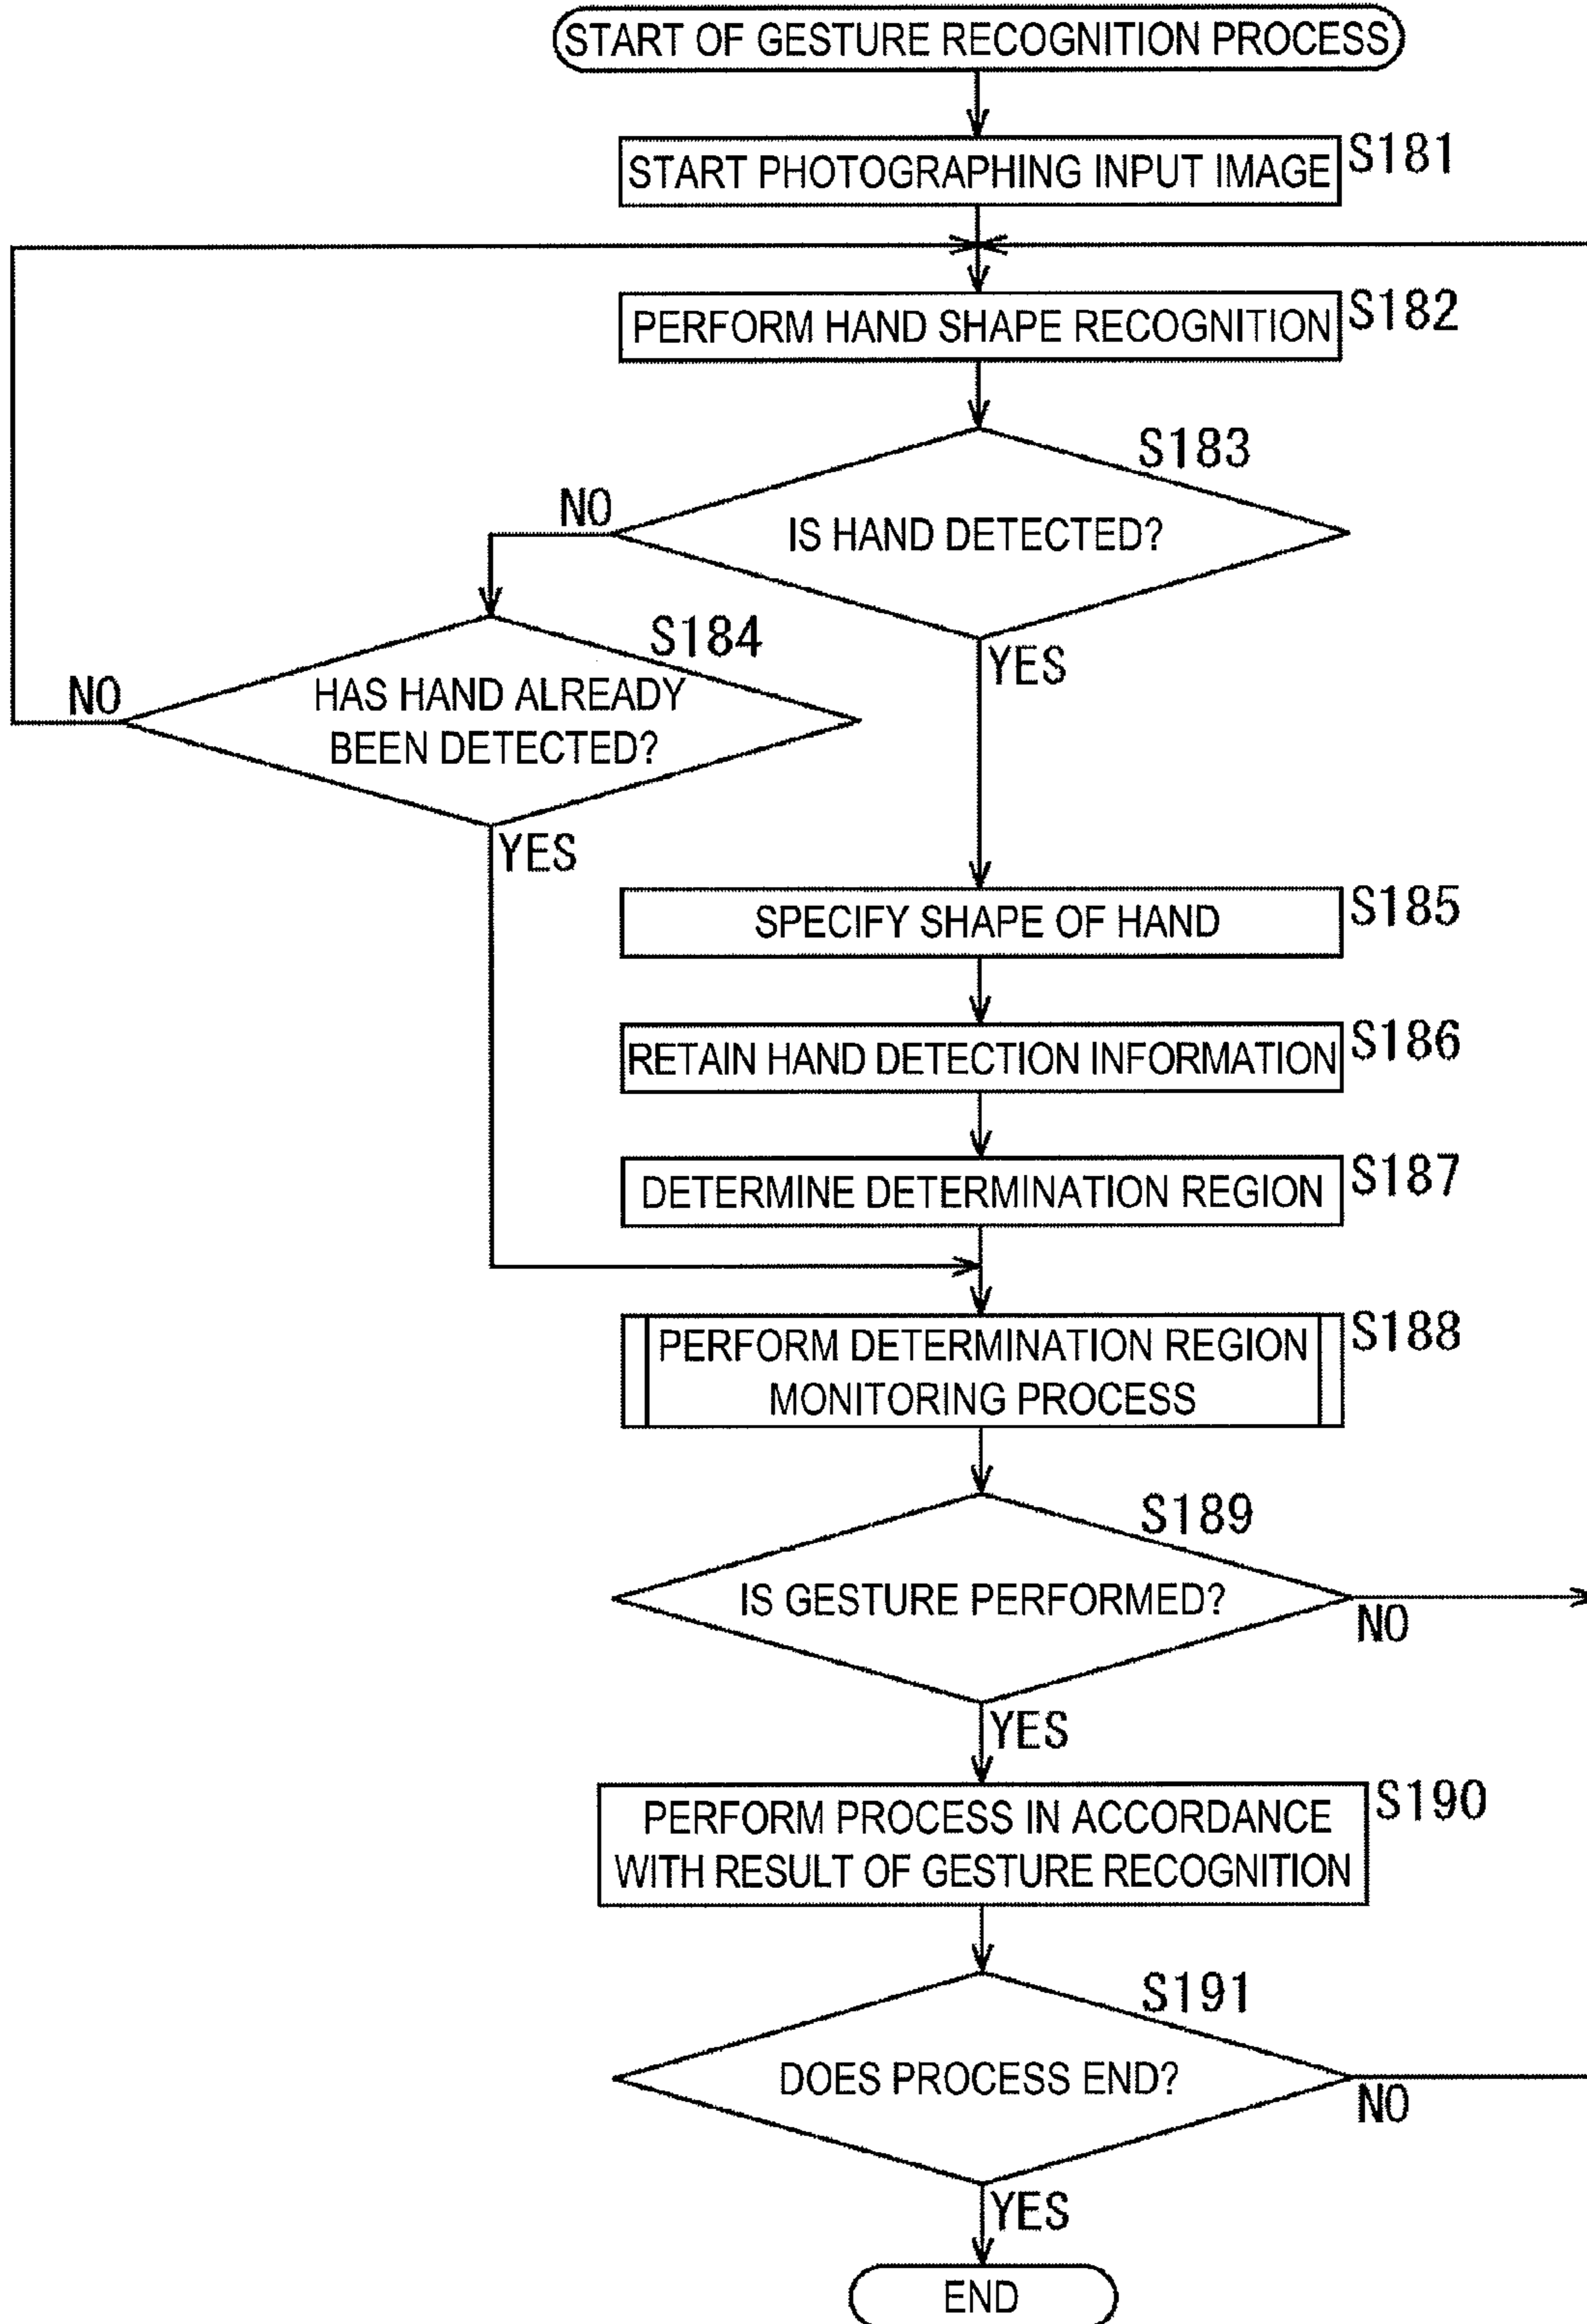 START OF GESTURE RECOGNITION PROCESS
START PHOTOGRAPHING INPUT IMAGE
S181
PERFORM HAND SHAPE RECOGNITION
S182
S183
IS HAND DETECTED?
NO
YES
S184
HAS HAND ALREADY
BEEN DETECTED?
NO
YES
SPECIFY SHAPE OF HAND
S185
RETAIN HAND DETECTION INFORMATION
S186
DETERMINE DETERMINATION REGION
S187
PERFORM DETERMINATION REGION
MONITORING PROCESS
S188
S189
IS GESTURE PERFORMED?
NO
YES
PERFORM PROCESS IN ACCORDANCE
WITH RESULT OF GESTURE RECOGNITION
S190
S191
DOES PROCESS END?
NO
YES
END